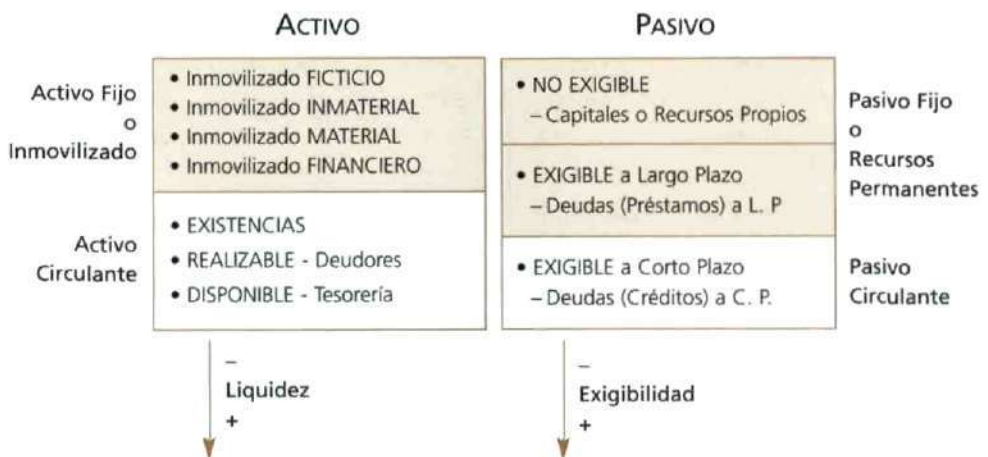 ACTIVO
PASIVO
Activo Fijo
o
Inmovilizado
• Inmovilizado FICTICIO
• Inmovilizado INMATERIAL
• Inmovilizado MATERIAL
• Inmovilizado FINANCIERO
Activo
Circulante
• EXISTENCIAS
• REALIZABLE - Deudores
• DISPONIBLE - Tesorería
• NO EXIGIBLE
– Capitales o Recursos Propios
• EXIGIBLE a Largo Plazo
– Deudas (Préstamos) a L. P
Pasivo Fijo
o
Recursos
Permanentes
• EXIGIBLE a Corto Plazo
– Deudas (Créditos) a C. P.
Pasivo
Circulante
–
Liquidez
+
–
Exigibilidad
+